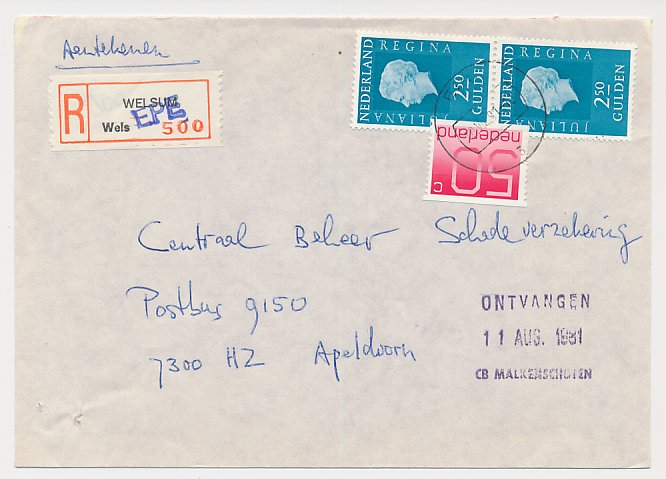 Aentekenen
R
WELSUM
Wels
EPE
500
NEDERLAND
REGINA
JULIANA
2 50
GULDEN
NEDERLAND
REGINA
JULIANA
2 50
GULDEN
nederland
50
c
Centraal Beheer Schadeverzekering
Postbus 9150
7300 HZ Apeldoorn
ONTVANGEN
11 AUG. 1981
CB MALKENSCHOTEN